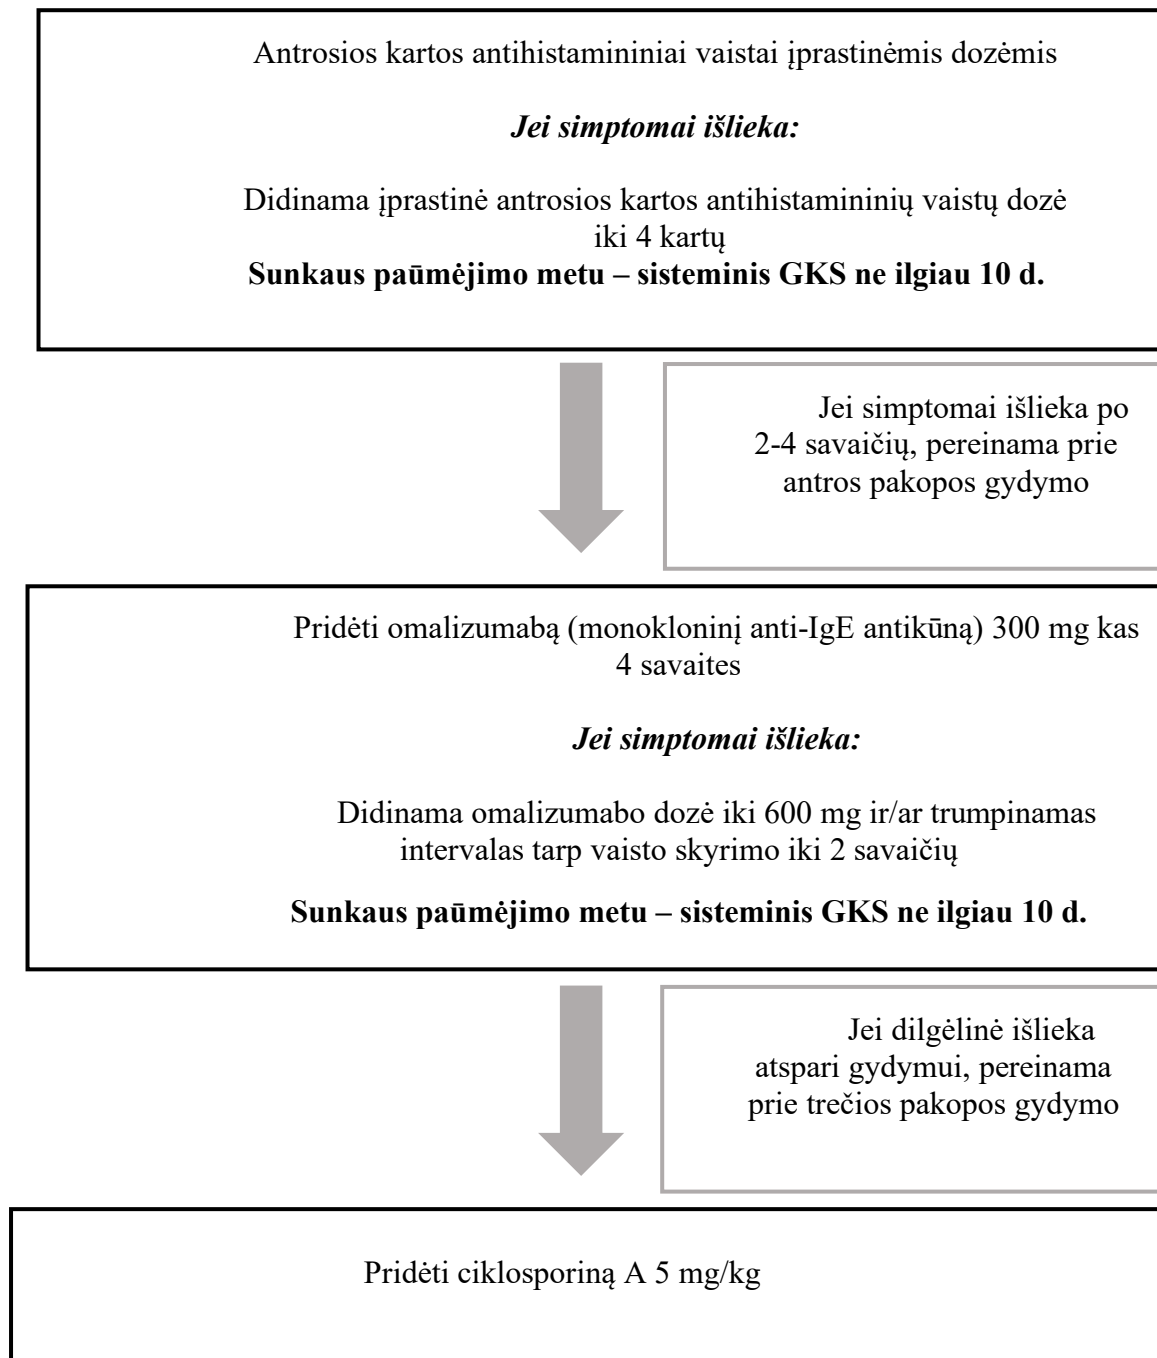 Antrosios kartos antihistamininiai vaistai įprastinėmis dozėmis
Jei simptomai išlieka:
Didinama įprastinė antrosios kartos antihistamininių vaistų dozė
iki 4 kartų
Sunkaus paūmėjimo metu – sisteminis GKS ne ilgiau 10 d.
Jei simptomai išlieka po
2-4 savaičių, pereinama prie
antros pakopos gydymo
Pridėti omalizumabą (monokloninį anti-IgE antikūną) 300 mg kas
4 savaites
Jei simptomai išlieka:
Didinama omalizumabo dozė iki 600 mg ir/ar trumpinamas
intervalas tarp vaisto skyrimo iki 2 savaičių
Sunkaus paūmėjimo metu – sisteminis GKS ne ilgiau 10 d.
Jei dilgėlinė išlieka
atspari gydymui, pereinama
prie trečios pakopos gydymo
Pridėti ciklosporiną A 5 mg/kg